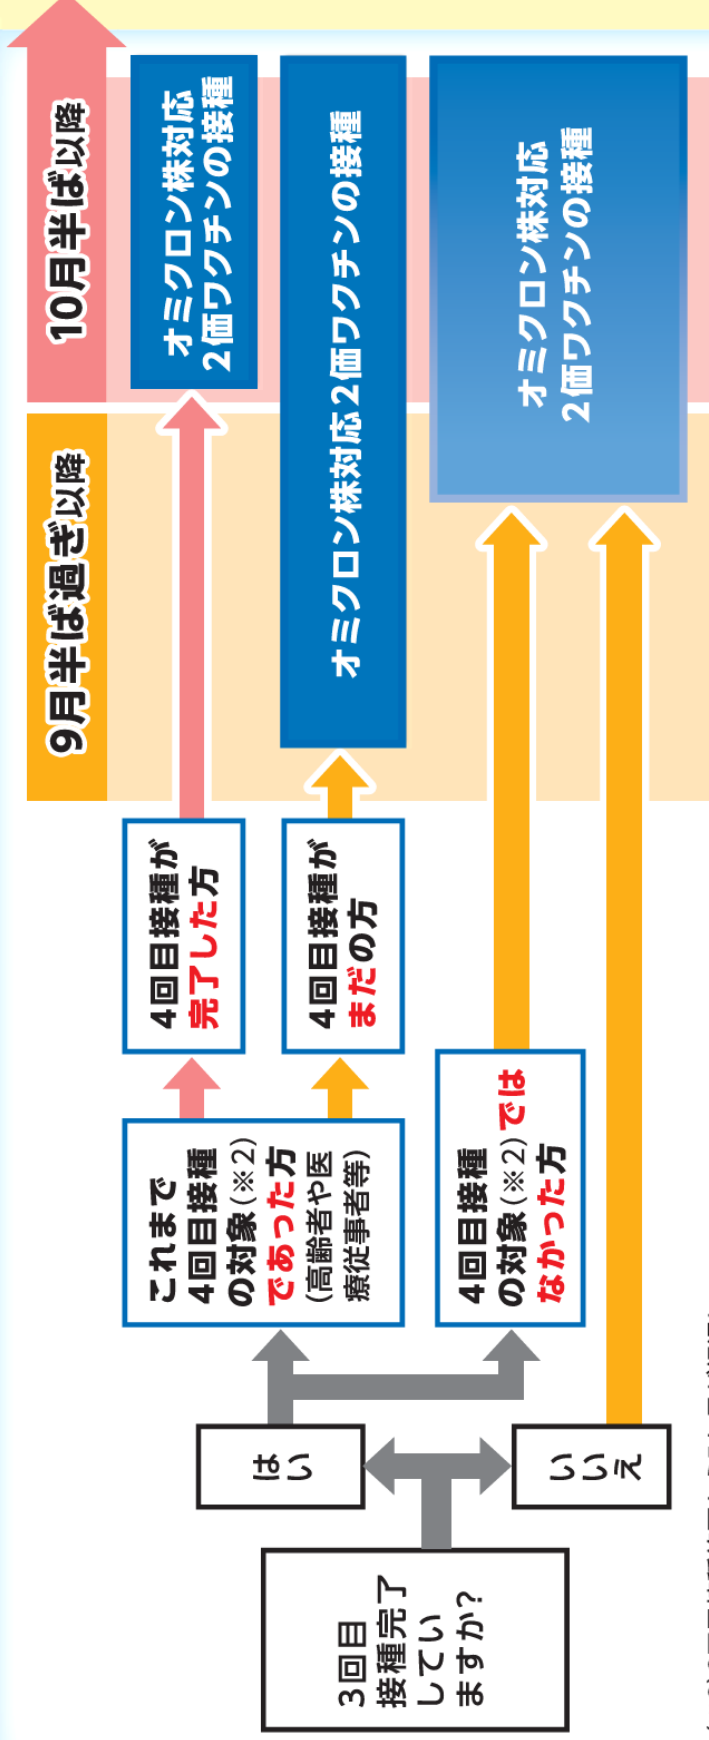 9月半ば過ぎ以降
10月半ば以降
3回目
接種完了
してい
ますか?
はい
いいえ
これまで
4回目接種
の対象(※2)
であった方
(高齢者や医
療従事者等)
4回目接種が
完了した方
オミクロン株対応
2価ワクチンの接種
4回目接種が
まだの方
オミクロン株対応2価ワクチンの接種
4回目接種
の対象(※2)では
なかった方
オミクロン株対応
2価ワクチンの接種